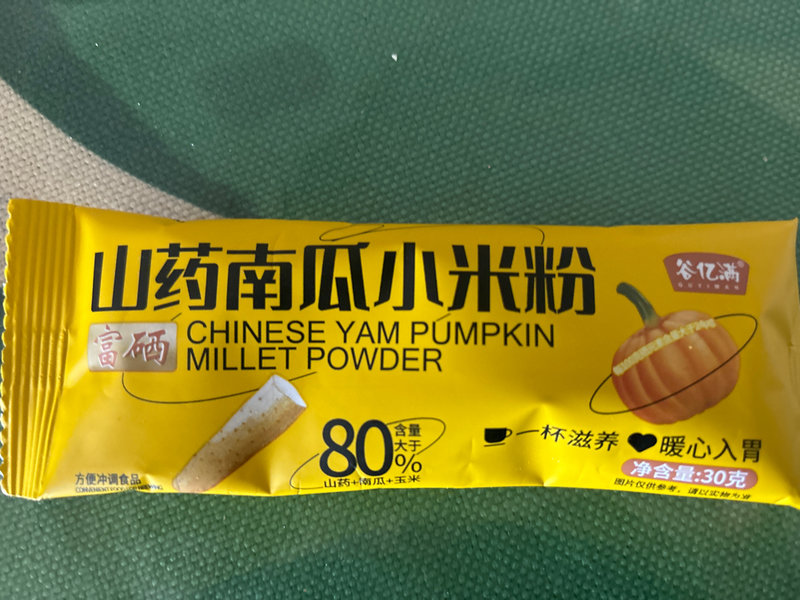 山药南瓜小米粉
谷亿满®
GUYIMAN
富硒
CHINESE YAM PUMPKIN
MILLET POWDER
80%
含量
大于
山药+南瓜+玉米
一杯滋养
暖心入胃
方便冲调食品
净含量:30克
图片仅供参考，请以实物为准